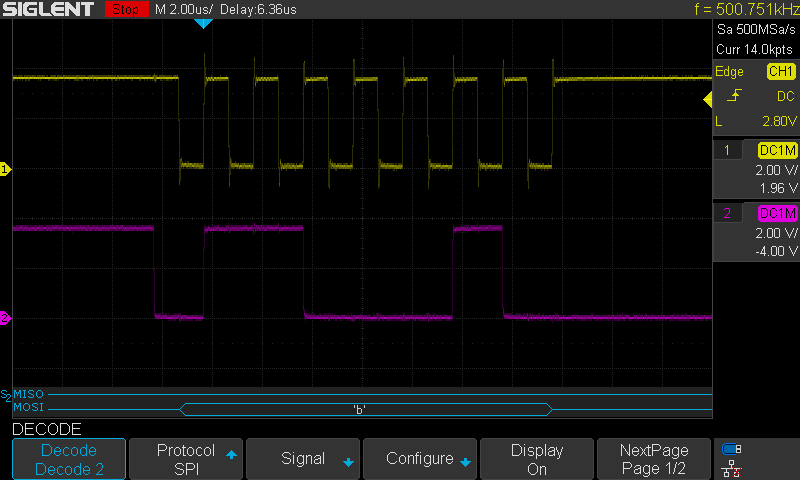 SIGLENT Stop M 2.00us/ Delay:6.36us f = 500.751kHz
Sa 500MSa/s
Curr 14.0kpts
Edge CH1
DC
L 2.80V
1 DC1M
2.00 V/
1.96 V
2 DC1M
2.00 V/
-4.00 V
1
2
S2 MISO
MOSI 'b'
DECODE
Decode
Decode 2
Protocol
SPI
Signal
Configure
Display
On
NextPage
Page 1/2